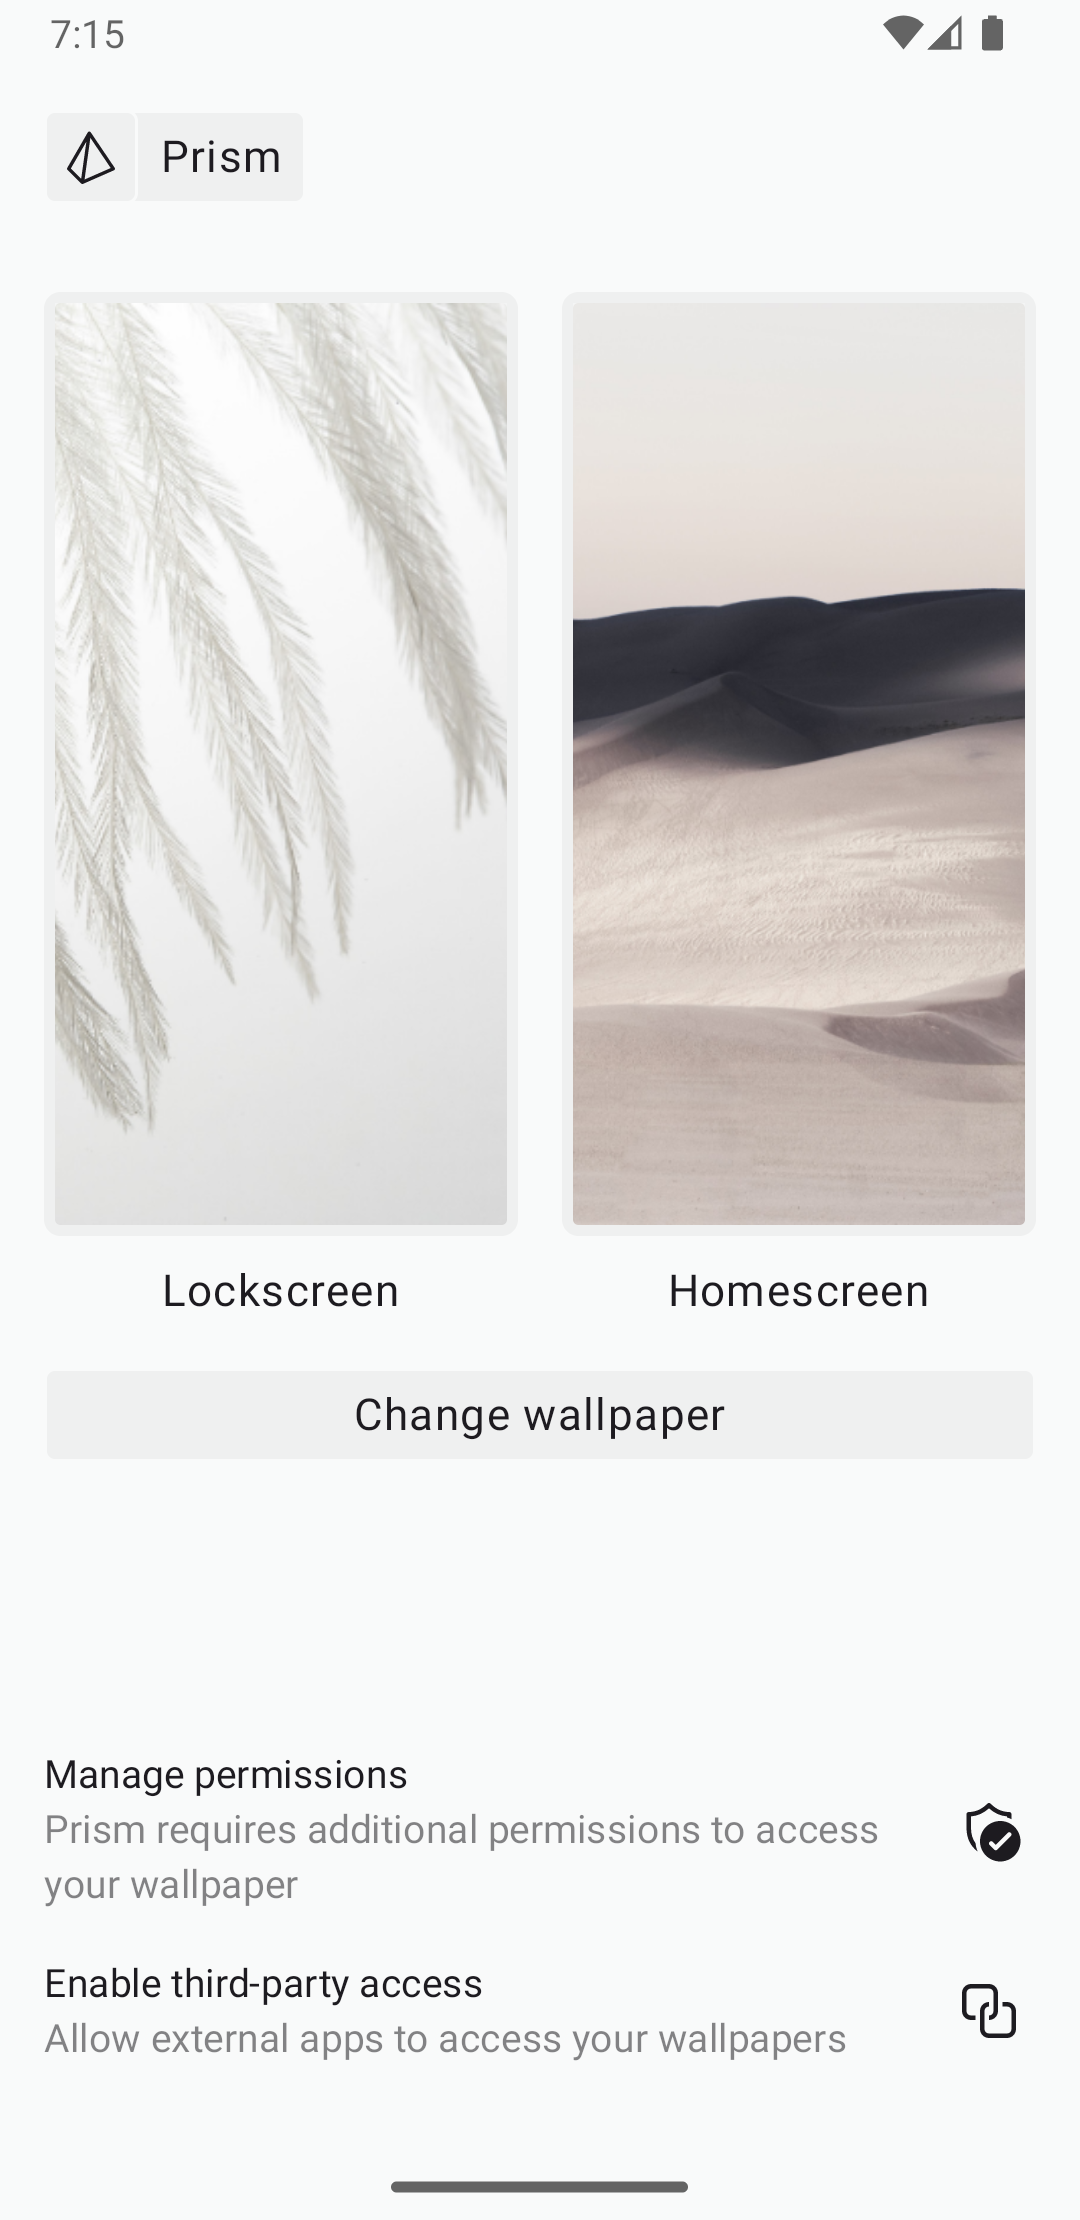 7:15
Prism
Lockscreen
Homescreen
Change wallpaper
Manage permissions
Prism requires additional permissions to access
your wallpaper
Enable third-party access
Allow external apps to access your wallpapers